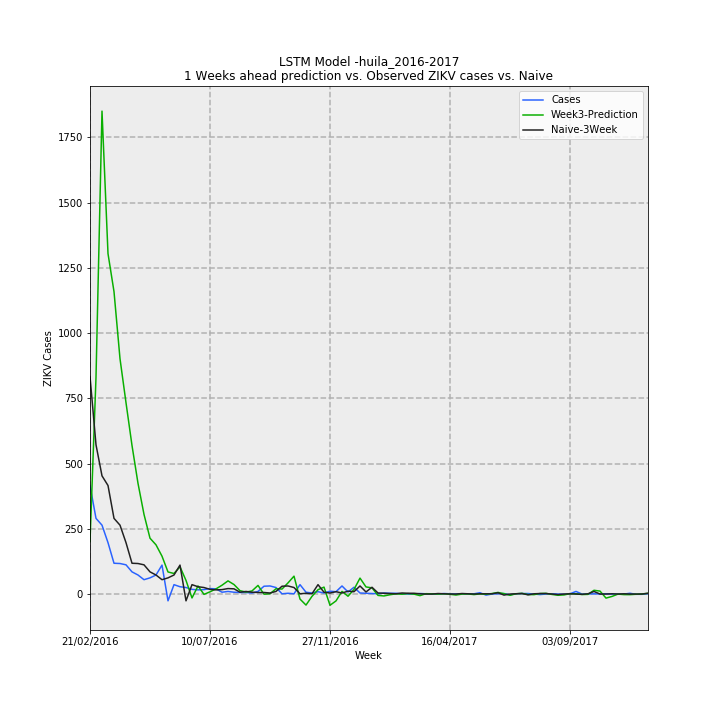 LSTM Model -huila_2016-2017
1 Weeks ahead prediction vs. Observed ZIKV cases vs. Naive
Cases
Week3-Prediction
Naive-3Week
1750
1500
1250
1000
750
500
250
0
ZIKV Cases
21/02/2016 10/07/2016 27/11/2016 16/04/2017 03/09/2017
Week